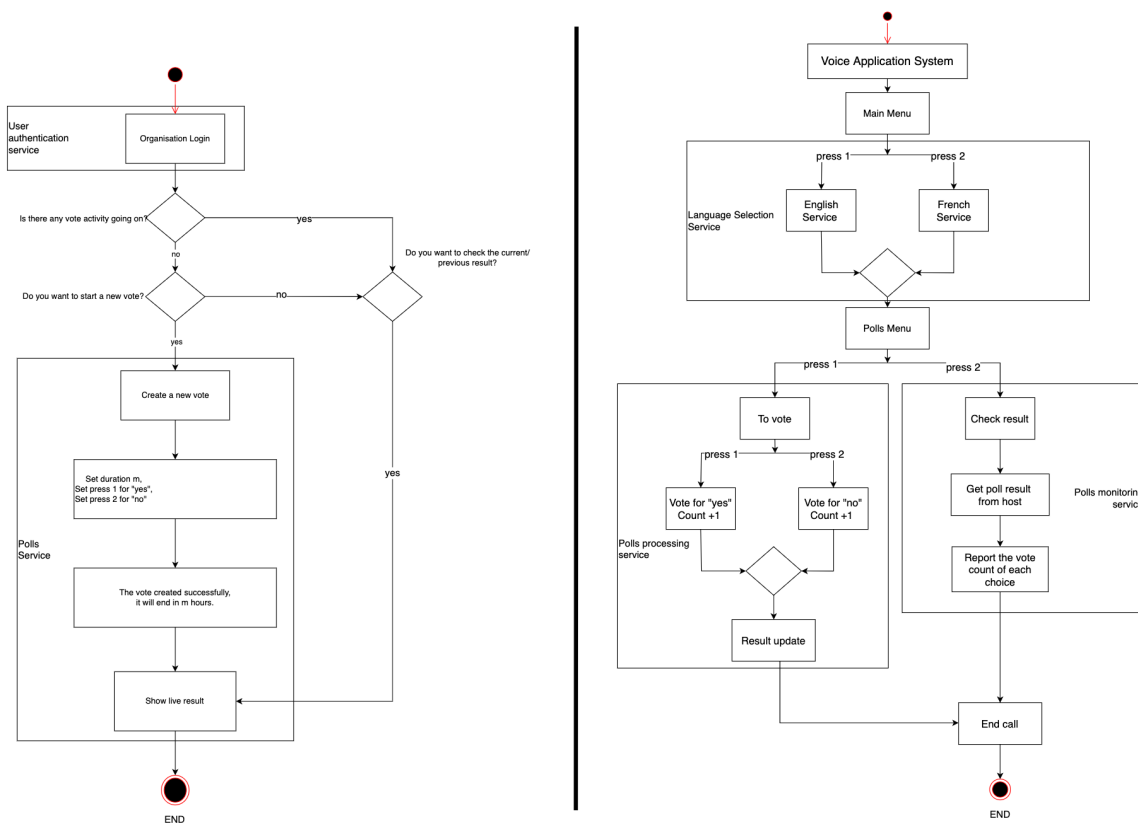 User
authentication
service
Organisation Login
Is there any vote activity going on?
yes
no
Do you want to check the current/
previous result?
Do you want to start a new vote?
no
yes
Create a new vote
Set duration m,
Set press 1 for "yes",
Set press 2 for "no"
yes
Polls
Service
The vote created successfully,
it will end in m hours.
Show live result
END
Voice Application System
Main Menu
press 1
press 2
Language Selection
Service
English
Service
French
Service
Polls Menu
press 1
press 2
To vote
press 1
press 2
Vote for "yes"
Count +1
Vote for "no"
Count +1
Polls processing
service
Result update
Check result
Get poll result
from host
Polls
Report the vote
count of each
choice
End call
END